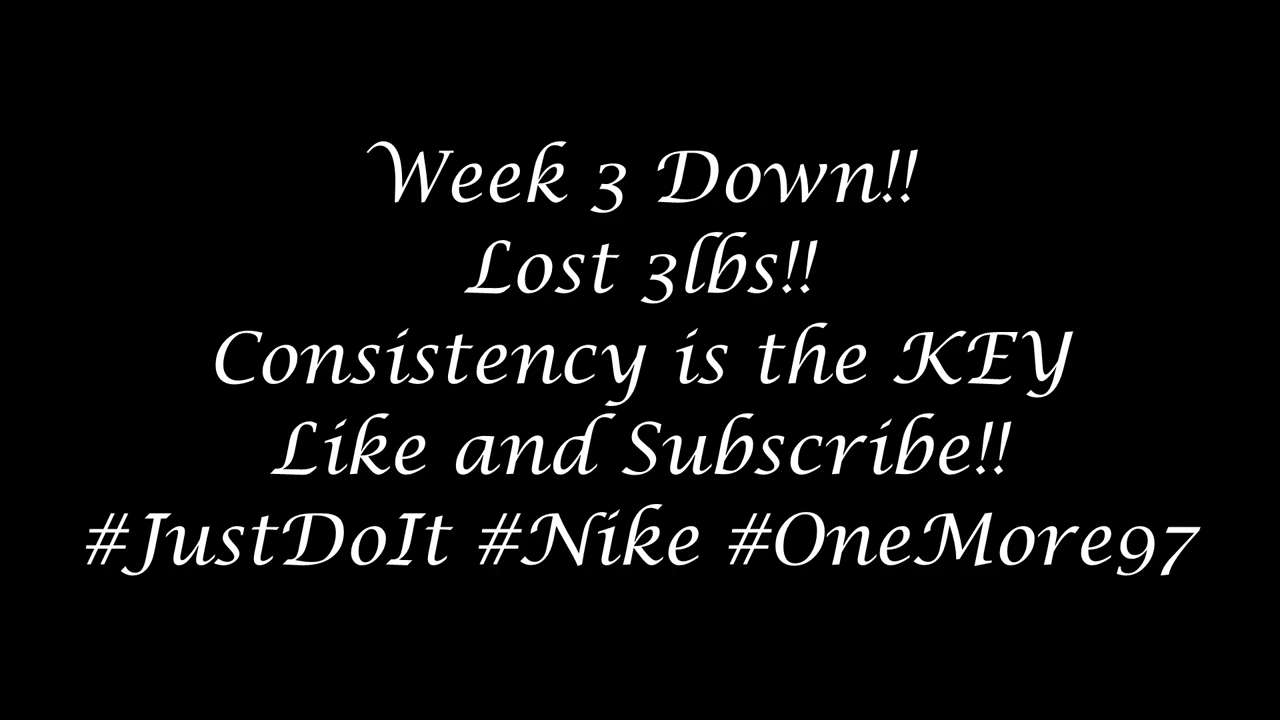 Week 3 Down!!
Lost 3lbs!!
Consistency is the KEY
Like and Subscribe!!
#JustDoIt #Nike #OneMore97